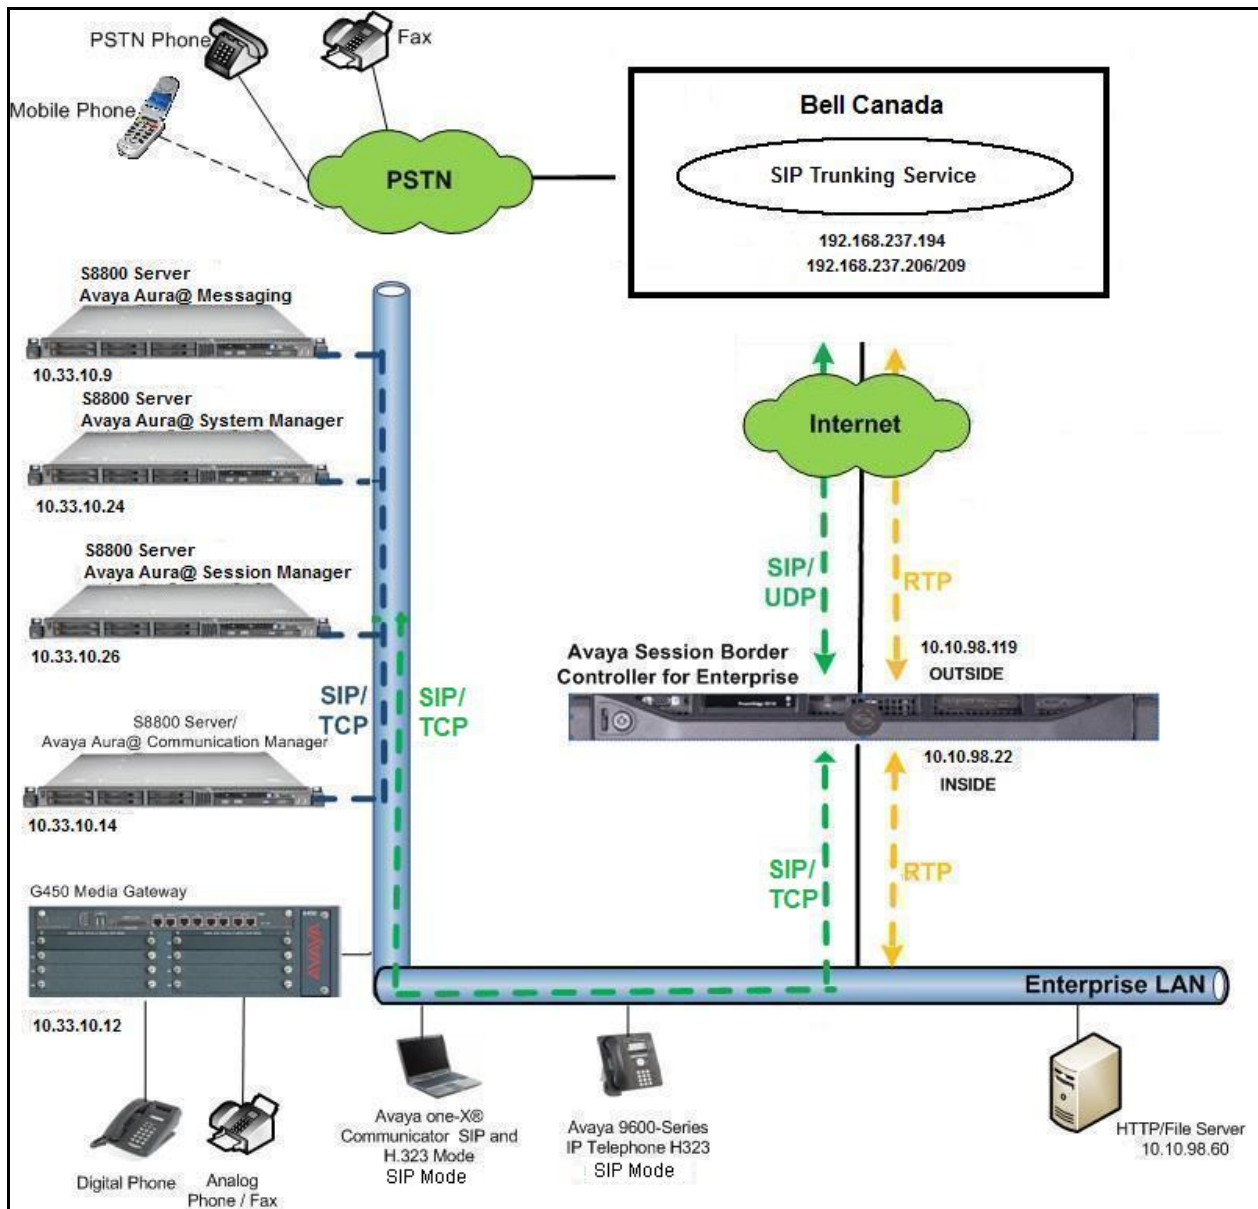 PSTN Phone
Fax
Mobile Phone
PSTN
Bell Canada
SIP Trunking Service
192.168.237.194
192.168.237.206/209
S8800 Server
Avaya Aura@ Messaging
10.33.10.9
S8800 Server
Avaya Aura@ System Manager
10.33.10.24
S8800 Server
Avaya Aura@ Session Manager
10.33.10.26
S8800 Server/
Avaya Aura@ Communication Manager
10.33.10.14
SIP/
TCP
SIP/
TCP
Internet
SIP/
UDP
RTP
Avaya Session Border
Controller for Enterprise
10.10.98.119
OUTSIDE
10.10.98.22
INSIDE
SIP/
TCP
RTP
G450 Media Gateway
AVAYA
10.33.10.12
Enterprise LAN
Digital Phone
Analog
Phone / Fax
Avaya one-X®
Communicator SIP and
H.323 Mode
SIP Mode
Avaya 9600-Series
IP Telephone H323
SIP Mode
HTTP/File Server
10.10.98.60